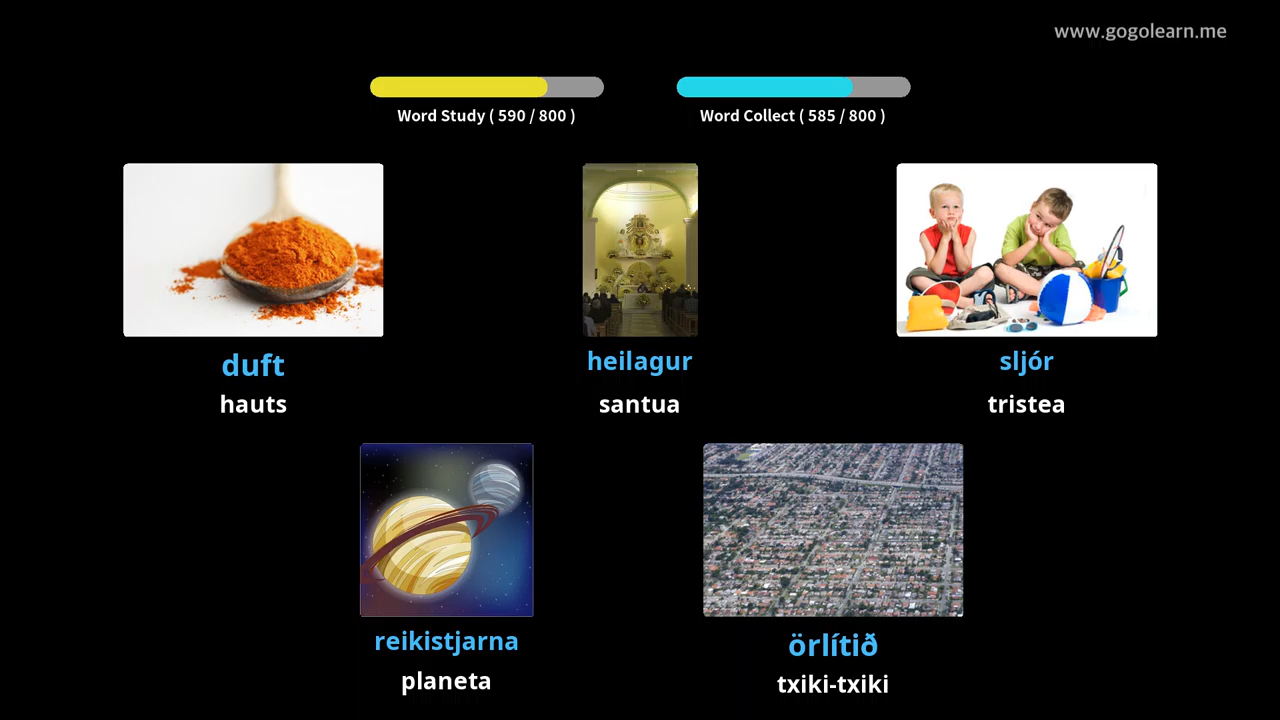 www.gogolearn.me
Word Study ( 590 / 800 )
Word Collect ( 585 / 800 )
duft
hauts
heilagur
santua
sljór
tristea
reikistjarna
planeta
örlítið
txiki-txiki